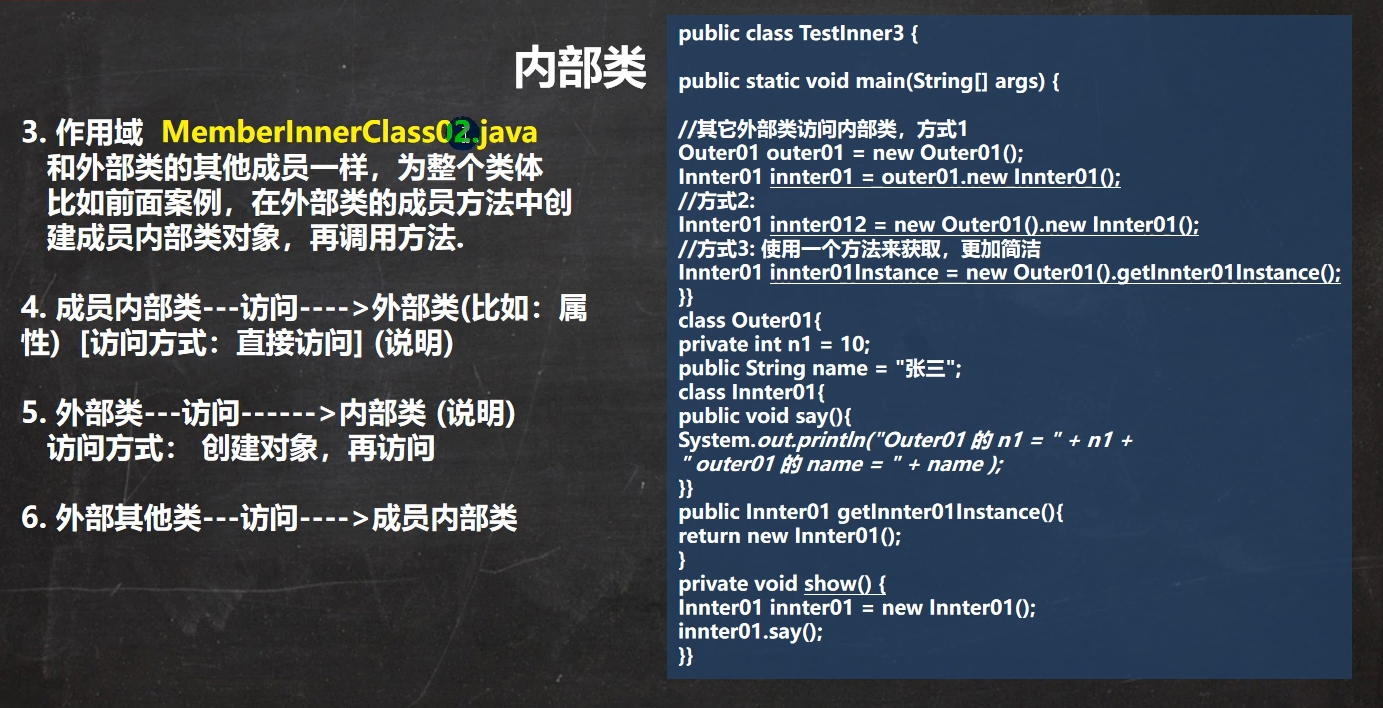 内部类
3. 作用域  MemberInnerClass02.java
和外部类的其他成员一样，为整个类体
比如前面案例，在外部类的成员方法中创
建成员内部类对象，再调用方法.
4. 成员内部类---访问---->外部类(比如：属
性)  [访问方式：直接访问] (说明)
5. 外部类---访问------>内部类 (说明)
访问方式： 创建对象，再访问
6. 外部其他类---访问---->成员内部类
public class TestInner3 {
public static void main(String[] args) {
//其它外部类访问内部类，方式1
Outer01 outer01 = new Outer01();
Innter01 innter01 = outer01.new Innter01();
//方式2:
Innter01 innter012 = new Outer01().new Innter01();
//方式3: 使用一个方法来获取，更加简洁
Innter01 innter01Instance = new Outer01().getInnter01Instance();
}}
class Outer01{
private int n1 = 10;
public String name = "张三";
class Innter01{
public void say(){
System.out.println("Outer01 的 n1 = " + n1 +
" outer01 的 name = " + name );
}}
public Innter01 getInnter01Instance(){
return new Innter01();
}
private void show() {
Innter01 innter01 = new Innter01();
innter01.say();
}}